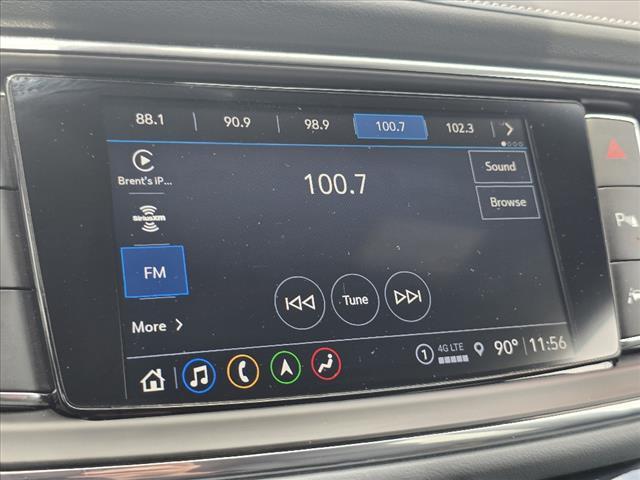 88.1 90.9 98.9 100.7 102.3
Brent's iP...
100.7
Sound
SiriusXM
Browse
FM
Tune
More
1 4G LTE 90° 11:56
P